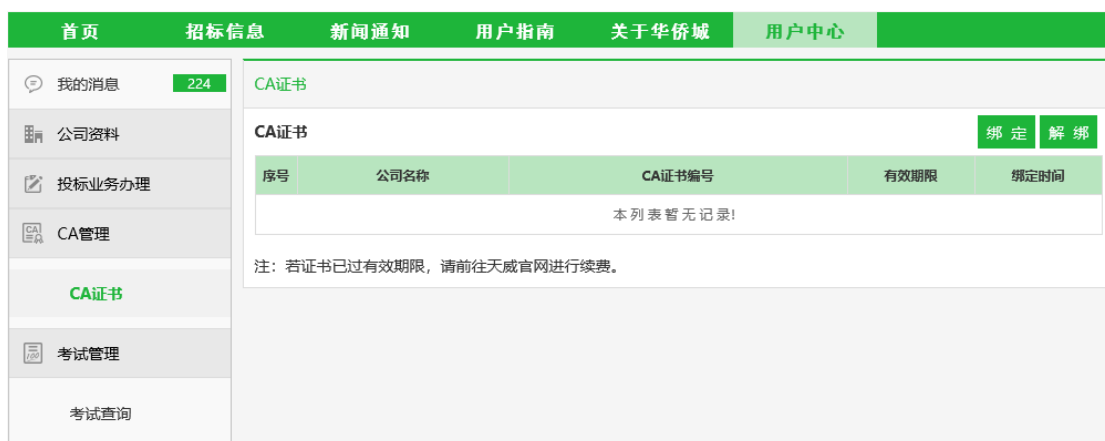 首页 招标信息 新闻通知 用户指南 关于华侨城 用户中心
我的消息 224
公司资料
投标业务办理
CA管理
CA证书
考试管理
考试查询
CA证书
CA证书 绑定 解绑
序号 公司名称 CA证书编号 有效期限 绑定时间
本列表暂无记录!
注：若证书已过有效期限，请前往天威官网进行续费。